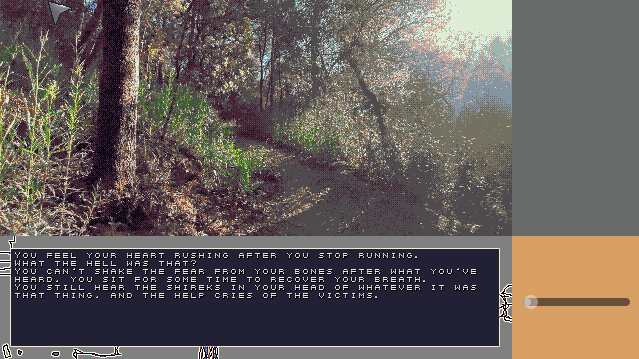 YOU FEEL YOUR HEART RUSHING AFTER YOU STOP RUNNING.
WHAT THE HELL WAS THAT?
YOU CAN'T SHAKE THE FEAR FROM YOUR BONES AFTER WHAT YOU'VE
HEARD. YOU SIT FOR SOME TIME TO RECOVER YOUR BREATH.
YOU STILL HEAR THE SHIREKS IN YOUR HEAD OF WHATEVER IT WAS
THAT THING. AND THE HELP CRIES OF THE VICTIMS.